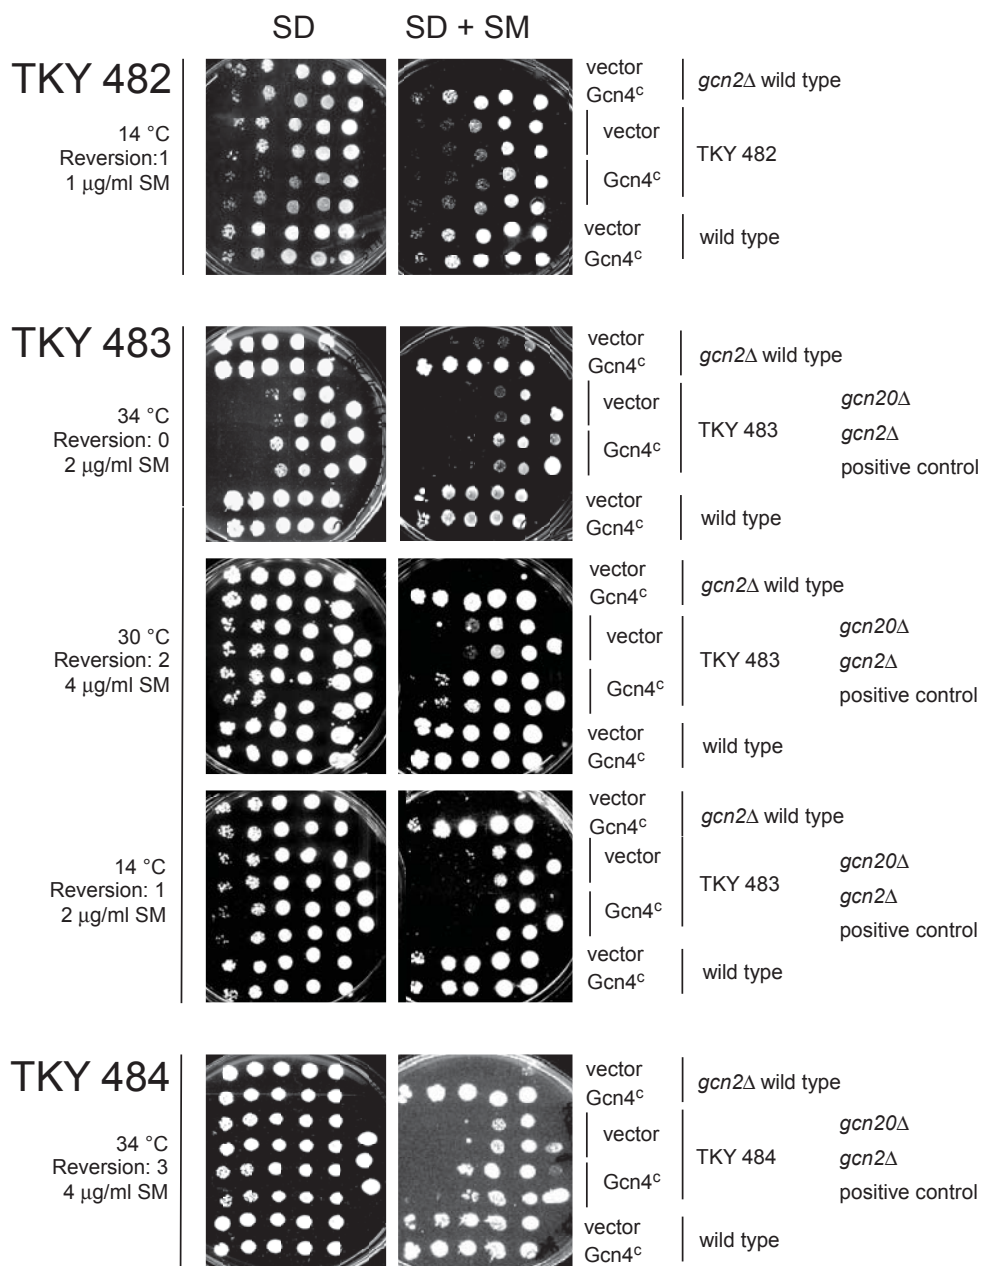 SD SD + SM
TKY 482
14 °C
Reversion:1
1 μg/ml SM
vector
Gcn4ᶜ
gcn2Δ wild type
vector
Gcn4ᶜ
TKY 482
vector
Gcn4ᶜ
wild type
TKY 483
34 °C
Reversion: 0
2 μg/ml SM
vector
Gcn4ᶜ
gcn2Δ wild type
vector
Gcn4ᶜ
TKY 483
gcn20Δ
gcn2Δ
positive control
vector
Gcn4ᶜ
wild type
30 °C
Reversion: 2
4 μg/ml SM
vector
Gcn4ᶜ
gcn2Δ wild type
vector
Gcn4ᶜ
TKY 483
gcn20Δ
gcn2Δ
positive control
vector
Gcn4ᶜ
wild type
14 °C
Reversion: 1
2 μg/ml SM
vector
Gcn4ᶜ
gcn2Δ wild type
vector
Gcn4ᶜ
TKY 483
gcn20Δ
gcn2Δ
positive control
vector
Gcn4ᶜ
wild type
TKY 484
34 °C
Reversion: 3
4 μg/ml SM
vector
Gcn4ᶜ
gcn2Δ wild type
vector
Gcn4ᶜ
TKY 484
gcn20Δ
gcn2Δ
positive control
vector
Gcn4ᶜ
wild type